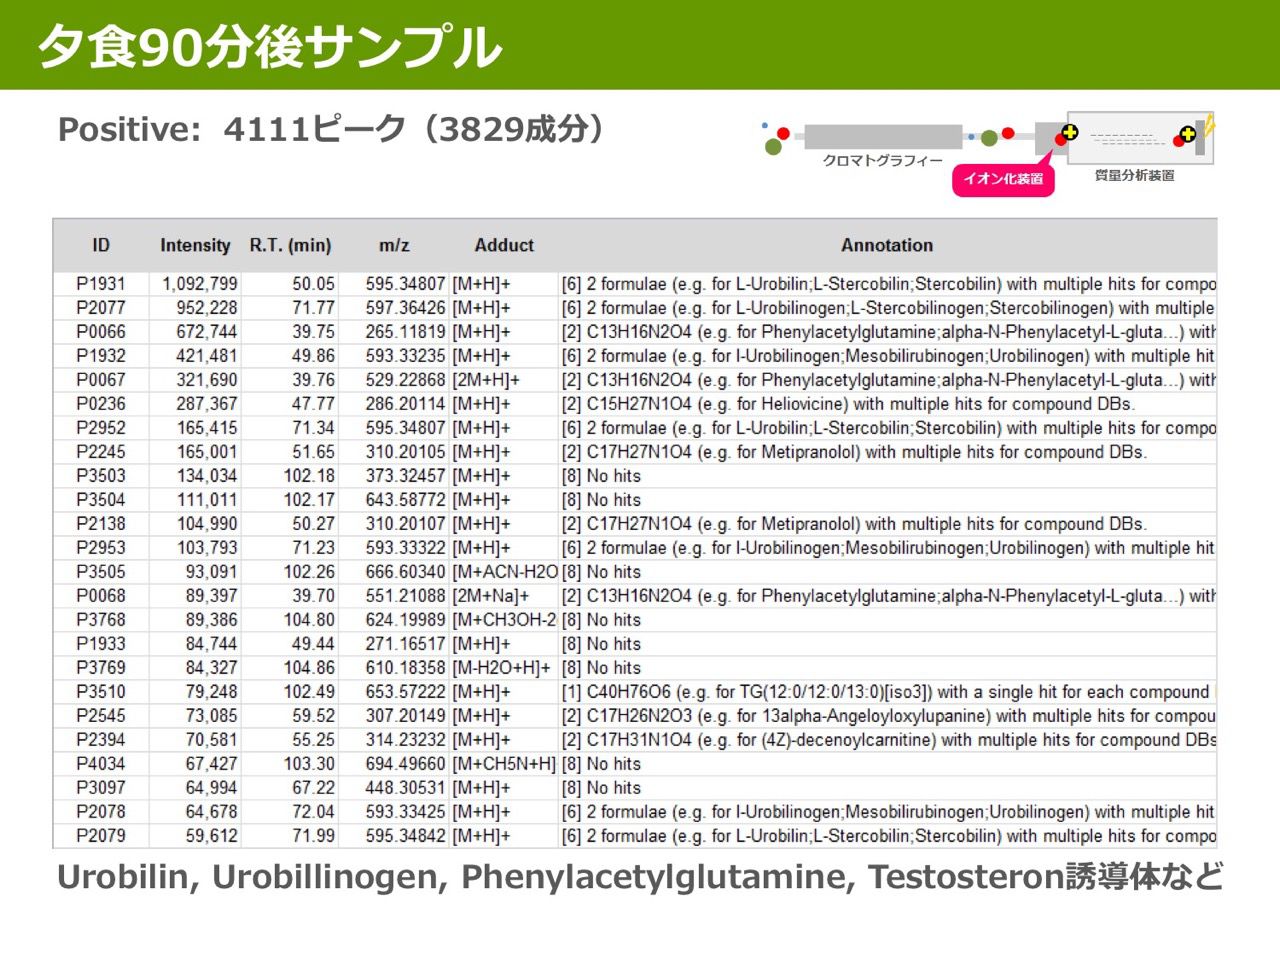 夕食90分後サンプル
Positive: 4111ピーク（3829成分）
クロマトグラフィー
イオン化装置
質量分析装置
ID Intensity R.T. (min) m/z Adduct Annotation
P1931 1,092,799 50.05 595.34807 [M+H]+ [6] 2 formulae (e.g. for L-Urobilin;L-Stercobilin;Stercobilin) with multiple hits for compo
P2077 952,228 71.77 597.36426 [M+H]+ [6] 2 formulae (e.g. for L-Urobilinogen;L-Stercobilinogen;Stercobilinogen) with multiple
P0066 672,744 39.75 265.11819 [M+H]+ [2] C13H16N2O4 (e.g. for Phenylacetylglutamine;alpha-N-Phenylacetyl-L-gluta...) with
P1932 421,481 49.86 593.33235 [M+H]+ [6] 2 formulae (e.g. for I-Urobilinogen;Mesobilirubinogen;Urobilinogen) with multiple hit
P0067 321,690 39.76 529.22868 [2M+H]+ [2] C13H16N2O4 (e.g. for Phenylacetylglutamine;alpha-N-Phenylacetyl-L-gluta...) with
P0236 287,367 47.77 286.20114 [M+H]+ [2] C15H27N1O4 (e.g. for Heliovicine) with multiple hits for compound DBs.
P2952 165,415 71.34 595.34807 [M+H]+ [6] 2 formulae (e.g. for L-Urobilin;L-Stercobilin;Stercobilin) with multiple hits for compo
P2245 165,001 51.65 310.20105 [M+H]+ [2] C17H27N1O4 (e.g. for Metipranolol) with multiple hits for compound DBs.
P3503 134,034 102.18 373.32457 [M+H]+ [8] No hits
P3504 111,011 102.17 643.58772 [M+H]+ [8] No hits
P2138 104,990 50.27 310.20107 [M+H]+ [2] C17H27N1O4 (e.g. for Metipranolol) with multiple hits for compound DBs.
P2953 103,793 71.23 593.33322 [M+H]+ [6] 2 formulae (e.g. for I-Urobilinogen;Mesobilirubinogen;Urobilinogen) with multiple hit
P3505 93,091 102.26 666.60340 [M+ACN-H2O [8] No hits
P0068 89,397 39.70 551.21088 [2M+Na]+ [2] C13H16N2O4 (e.g. for Phenylacetylglutamine;alpha-N-Phenylacetyl-L-gluta...) with
P3768 89,386 104.80 624.19989 [M+CH3OH-2 [8] No hits
P1933 84,744 49.44 271.16517 [M+H]+ [8] No hits
P3769 84,327 104.86 610.18358 [M-H2O+H]+ [8] No hits
P3510 79,248 102.49 653.57222 [M+H]+ [1] C40H76O6 (e.g. for TG(12:0/12:0/13:0)[iso3]) with a single hit for each compound
P2545 73,085 59.52 307.20149 [M+H]+ [2] C17H26N2O3 (e.g. for 13alpha-Angeloyloxylupanine) with multiple hits for compou
P2394 70,581 55.25 314.23232 [M+H]+ [2] C17H31N1O4 (e.g. for (4Z)-decenoylcarnitine) with multiple hits for compound DBs
P4034 67,427 103.30 694.49660 [M+CH5N+H] [8] No hits
P3097 64,994 67.22 448.30531 [M+H]+ [8] No hits
P2078 64,678 72.04 593.33425 [M+H]+ [6] 2 formulae (e.g. for I-Urobilinogen;Mesobilirubinogen;Urobilinogen) with multiple hit
P2079 59,612 71.99 595.34842 [M+H]+ [6] 2 formulae (e.g. for L-Urobilin;L-Stercobilin;Stercobilin) with multiple hits for compo
Urobilin, Urobillinogen, Phenylacetylglutamine, Testosteron誘導体など